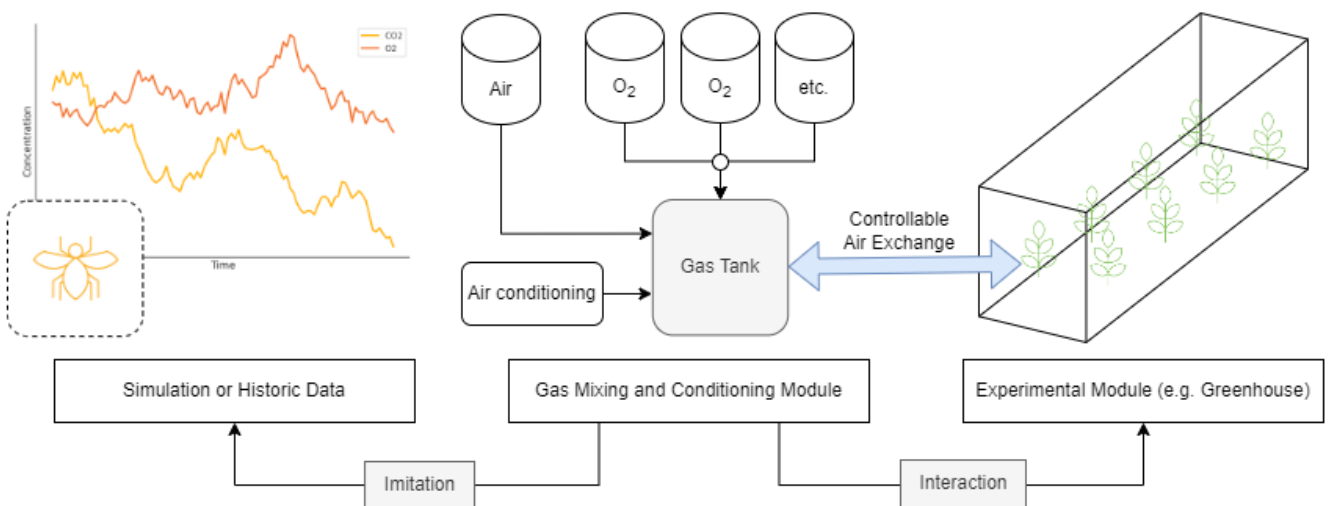 CO2
O2
Concentration
Time
Air
O2
O2
etc.
Air conditioning
Gas Tank
Controllable
Air Exchange
Simulation or Historic Data
Gas Mixing and Conditioning Module
Experimental Module (e.g. Greenhouse)
Imitation
Interaction